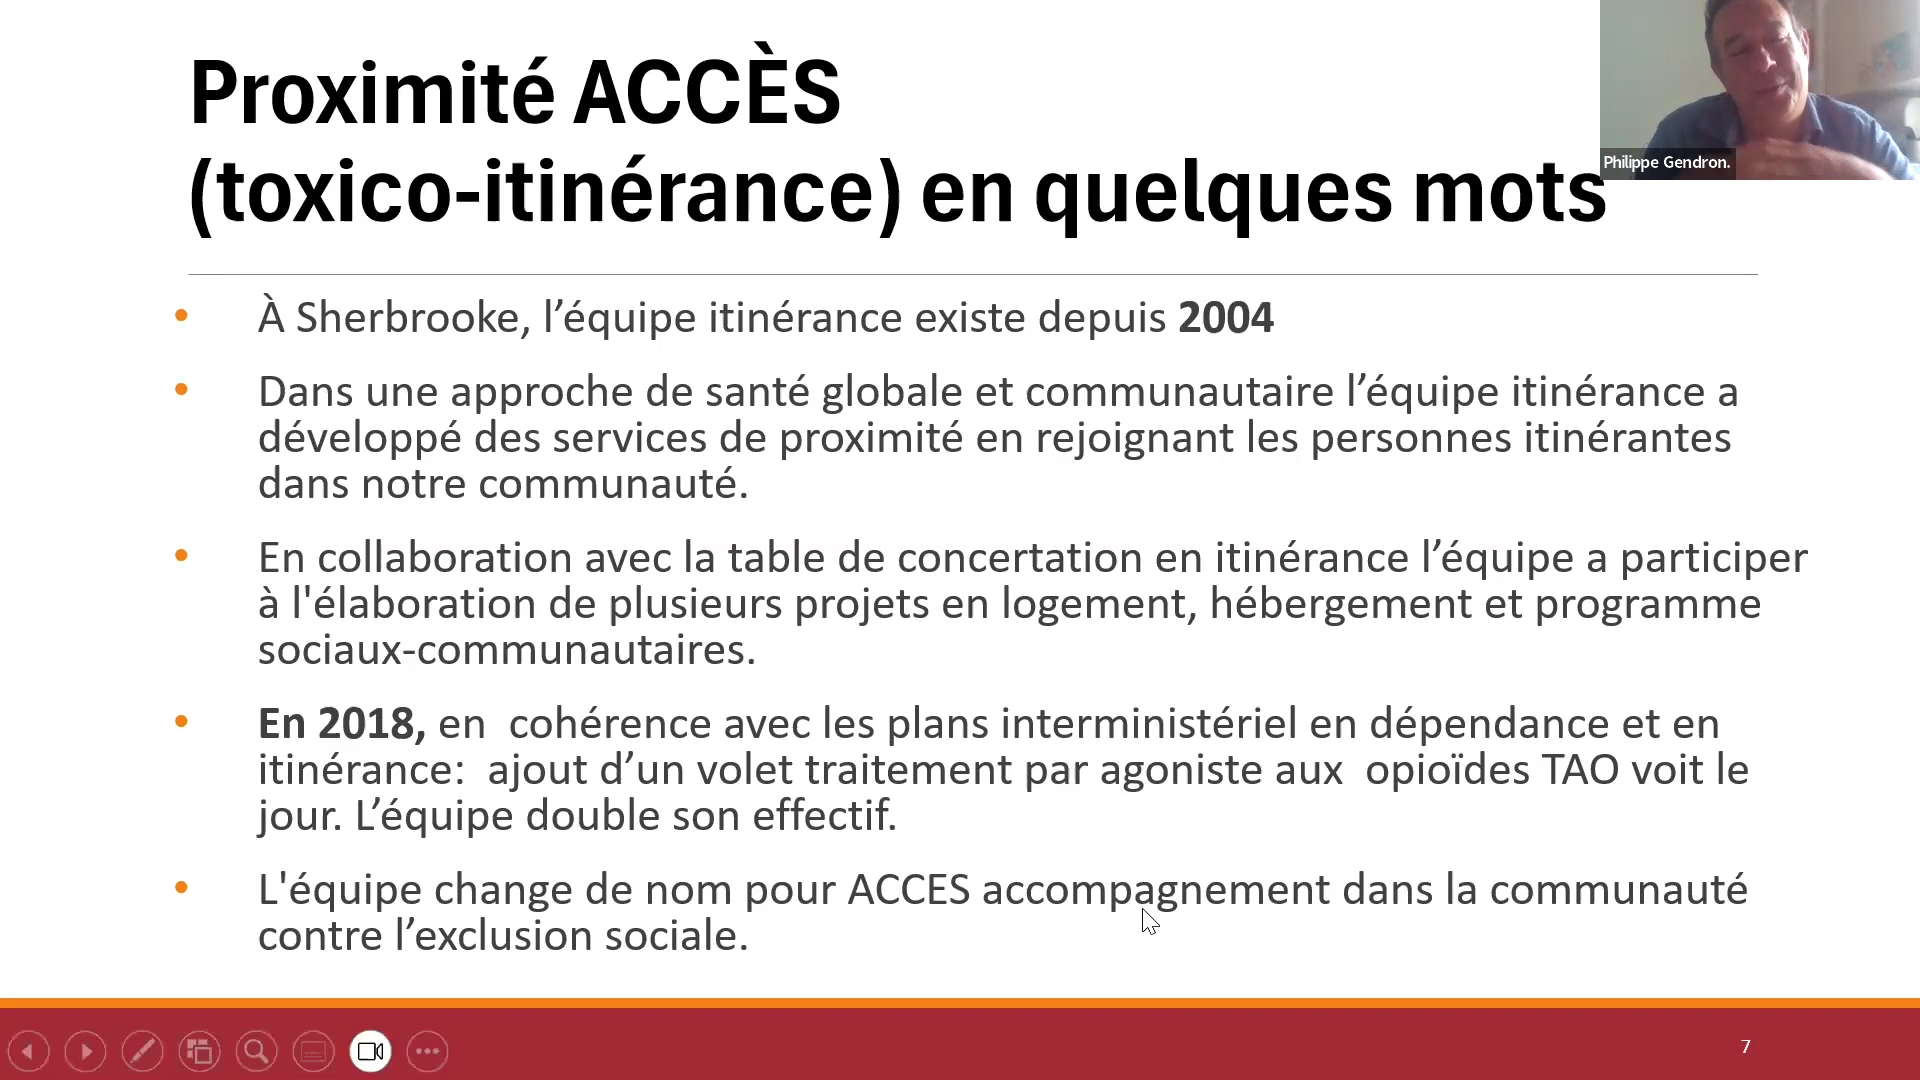 Proximité ACCÈS
(toxico-itinérance) en quelques mots
Philippe Gendron.
• À Sherbrooke, l’équipe itinérance existe depuis 2004
• Dans une approche de santé globale et communautaire l’équipe itinérance a
développé des services de proximité en rejoignant les personnes itinérantes
dans notre communauté.
• En collaboration avec la table de concertation en itinérance l’équipe a participer
à l'élaboration de plusieurs projets en logement, hébergement et programme
sociaux-communautaires.
• En 2018, en  cohérence avec les plans interministériel en dépendance et en
itinérance:  ajout d’un volet traitement par agoniste aux  opioïdes TAO voit le
jour. L’équipe double son effectif.
• L'équipe change de nom pour ACCES accompagnement dans la communauté
contre l’exclusion sociale.
7